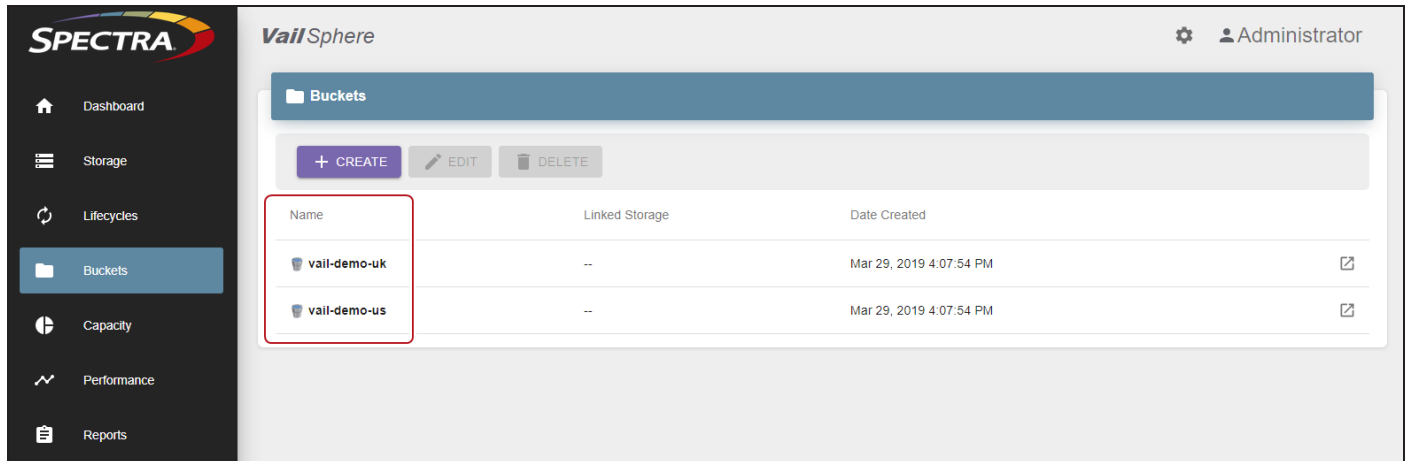 SPECTRA
VailSphere
Administrator
Dashboard
Storage
Lifecycles
Buckets
Capacity
Performance
Reports
Buckets
CREATE EDIT DELETE
Name Linked Storage Date Created
vail-demo-uk -- Mar 29, 2019 4:07:54 PM
vail-demo-us -- Mar 29, 2019 4:07:54 PM